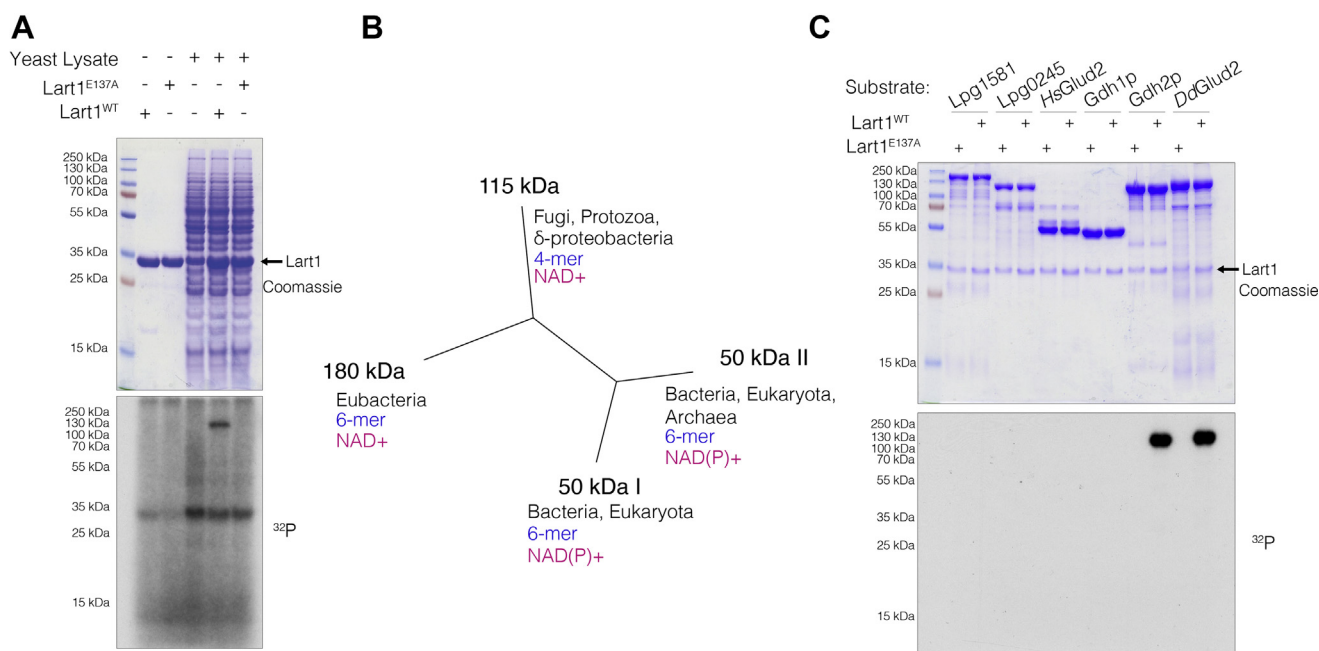 A
Yeast Lysate - - + + +
Lart1E137A - + - - +
Lart1WT + - - + -
250 kDa
130 kDa
100 kDa
70 kDa
55 kDa
35 kDa
25 kDa
15 kDa
Lart1
Coomassie
250 kDa
130 kDa
100 kDa
70 kDa
55 kDa
35 kDa
25 kDa
15 kDa
32P
B
115 kDa
Fugi, Protozoa,
δ-proteobacteria
4-mer
NAD+
180 kDa
Eubacteria
6-mer
NAD+
50 kDa II
Bacteria, Eukaryota,
Archaea
6-mer
NAD(P)+
50 kDa I
Bacteria, Eukaryota
6-mer
NAD(P)+
C
Substrate: Lpg1581 Lpg0245 HsGlud2 Gdh1p Gdh2p DdGlud2
Lart1WT + + + + + +
Lart1E137A + + + + + +
250 kDa
130 kDa
100 kDa
70 kDa
55 kDa
35 kDa
25 kDa
15 kDa
Lart1
Coomassie
250 kDa
130 kDa
100 kDa
70 kDa
55 kDa
35 kDa
25 kDa
15 kDa
32P